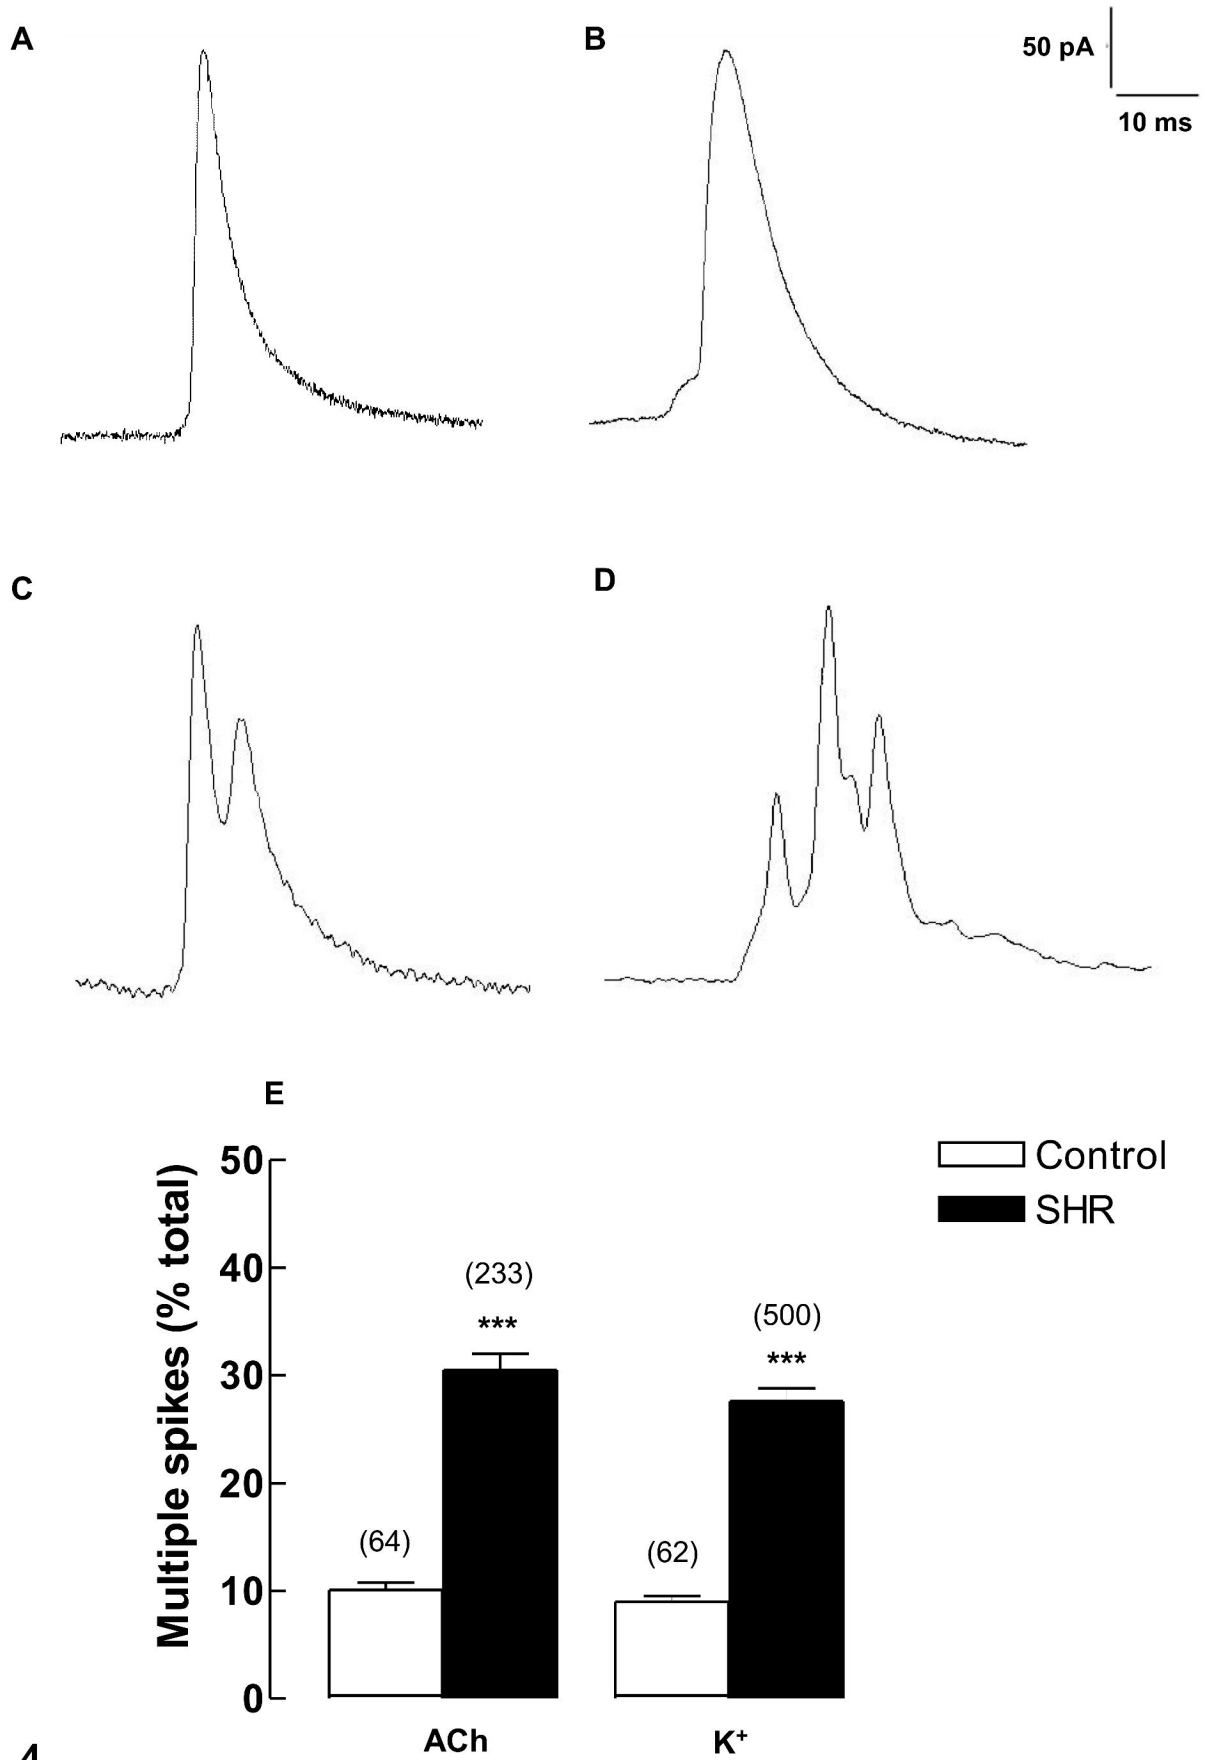 A
B
50 pA
10 ms
C
D
E
Multiple spikes (% total)
50
40
30
20
10
0
Control
SHR
(233)
***
(500)
***
(64)
(62)
ACh
K⁺
4